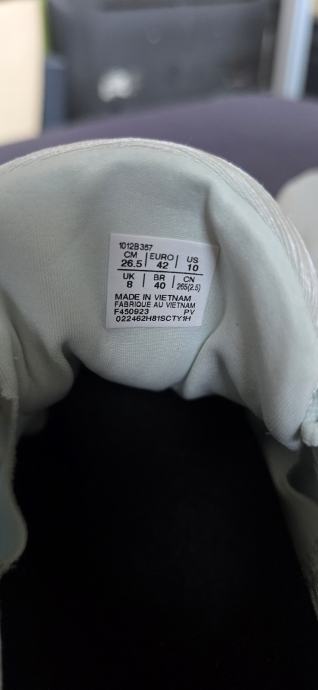 1012B357
CM EURO US
26.5 42 10
UK BR CN
8 40 265(2.5)
MADE IN VIETNAM
FABRIQUE AU VIETNAM
F450923 PV
022462H81SCTY1H